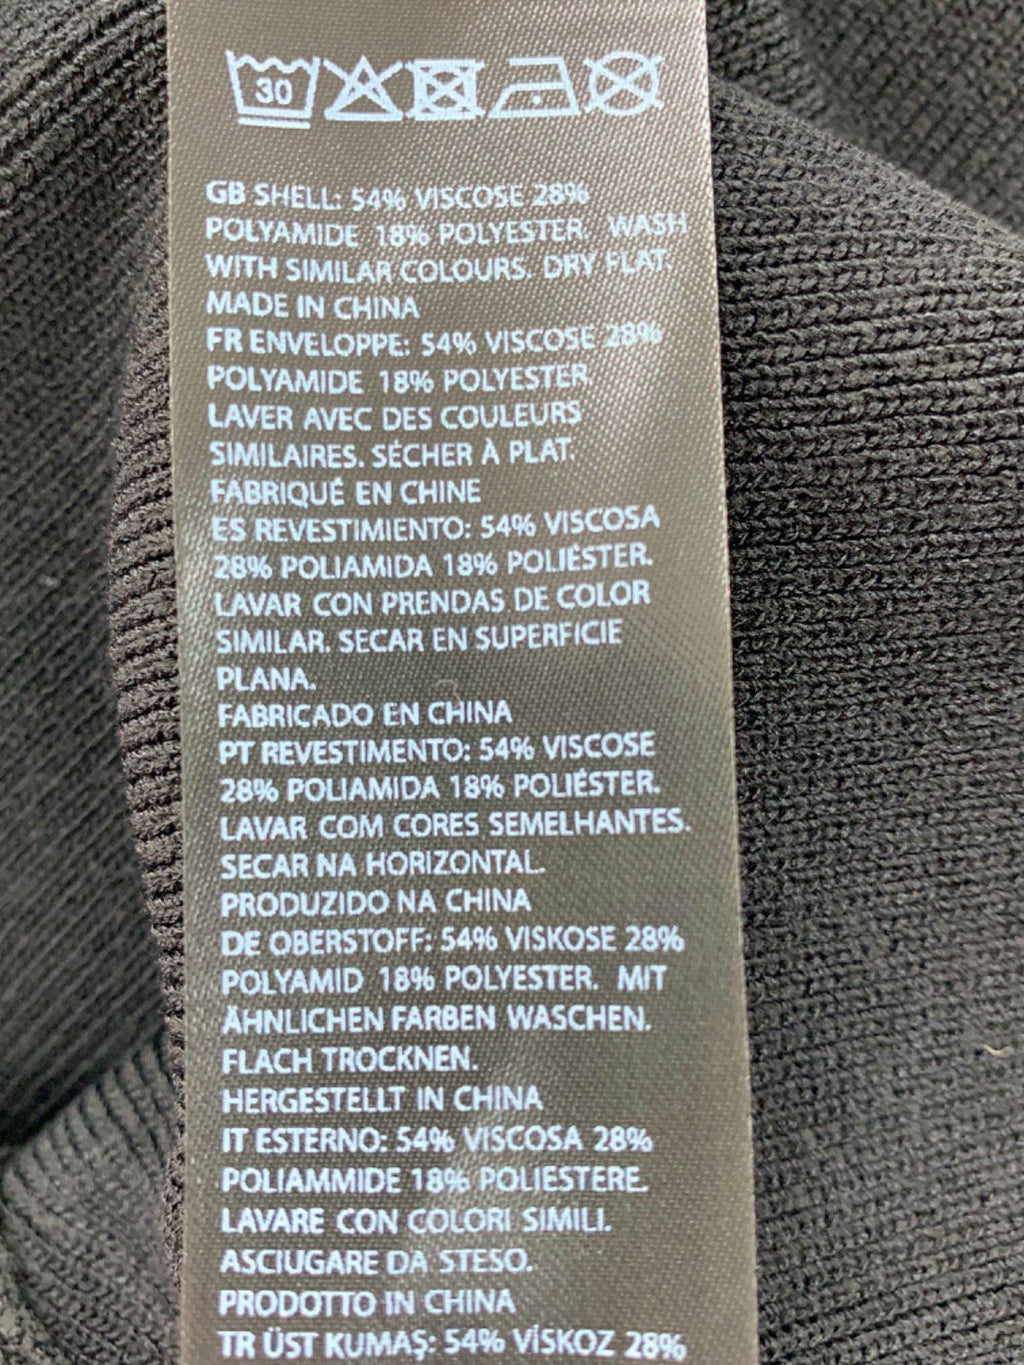 30
GB SHELL: 54% VISCOSE 28%
POLYAMIDE 18% POLYESTER. WASH
WITH SIMILAR COLOURS. DRY FLAT.
MADE IN CHINA
FR ENVELOPPE: 54% VISCOSE 28%
POLYAMIDE 18% POLYESTER.
LAVER AVEC DES COULEURS
SIMILAIRES. SÉCHER À PLAT.
FABRIQUÉ EN CHINE
ES REVESTIMIENTO: 54% VISCOSA
28% POLIAMIDA 18% POLIÉSTER.
LAVAR CON PRENDAS DE COLOR
SIMILAR. SECAR EN SUPERFICIE
PLANA.
FABRICADO EN CHINA
PT REVESTIMENTO: 54% VISCOSE
28% POLIAMIDA 18% POLIÉSTER.
LAVAR COM CORES SEMELHANTES.
SECAR NA HORIZONTAL.
PRODUZIDO NA CHINA
DE OBERSTOFF: 54% VISKOSE 28%
POLYAMID 18% POLYESTER. MIT
ÄHNLICHEN FARBEN WASCHEN.
FLACH TROCKNEN.
HERGESTELLT IN CHINA
IT ESTERNO: 54% VISCOSA 28%
POLIAMMIDE 18% POLIESTERE.
LAVARE CON COLORI SIMILI.
ASCIUGARE DA STESO.
PRODOTTO IN CHINA
TR ÜST KUMAŞ: 54% VİSKOZ 28%